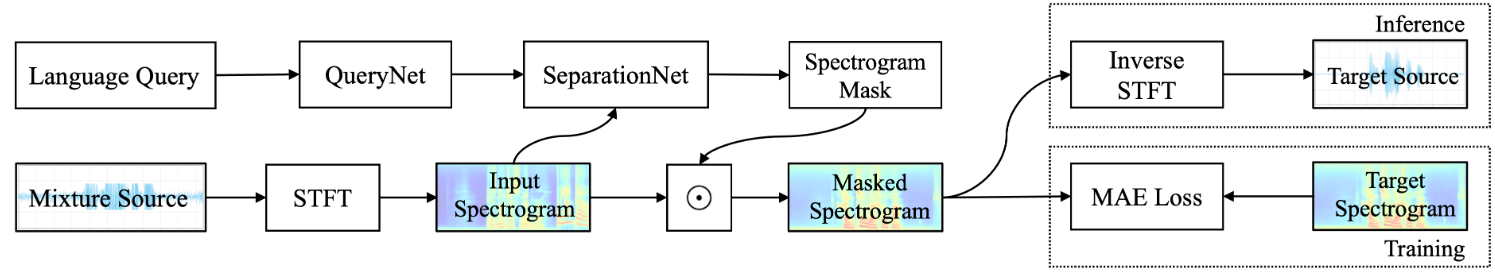 Inference
Language Query
QueryNet
SeparationNet
Spectrogram
Mask
Inverse
STFT
Target Source
Mixture Source
STFT
Input
Spectrogram
⊙
Masked
Spectrogram
MAE Loss
Target
Spectrogram
Training